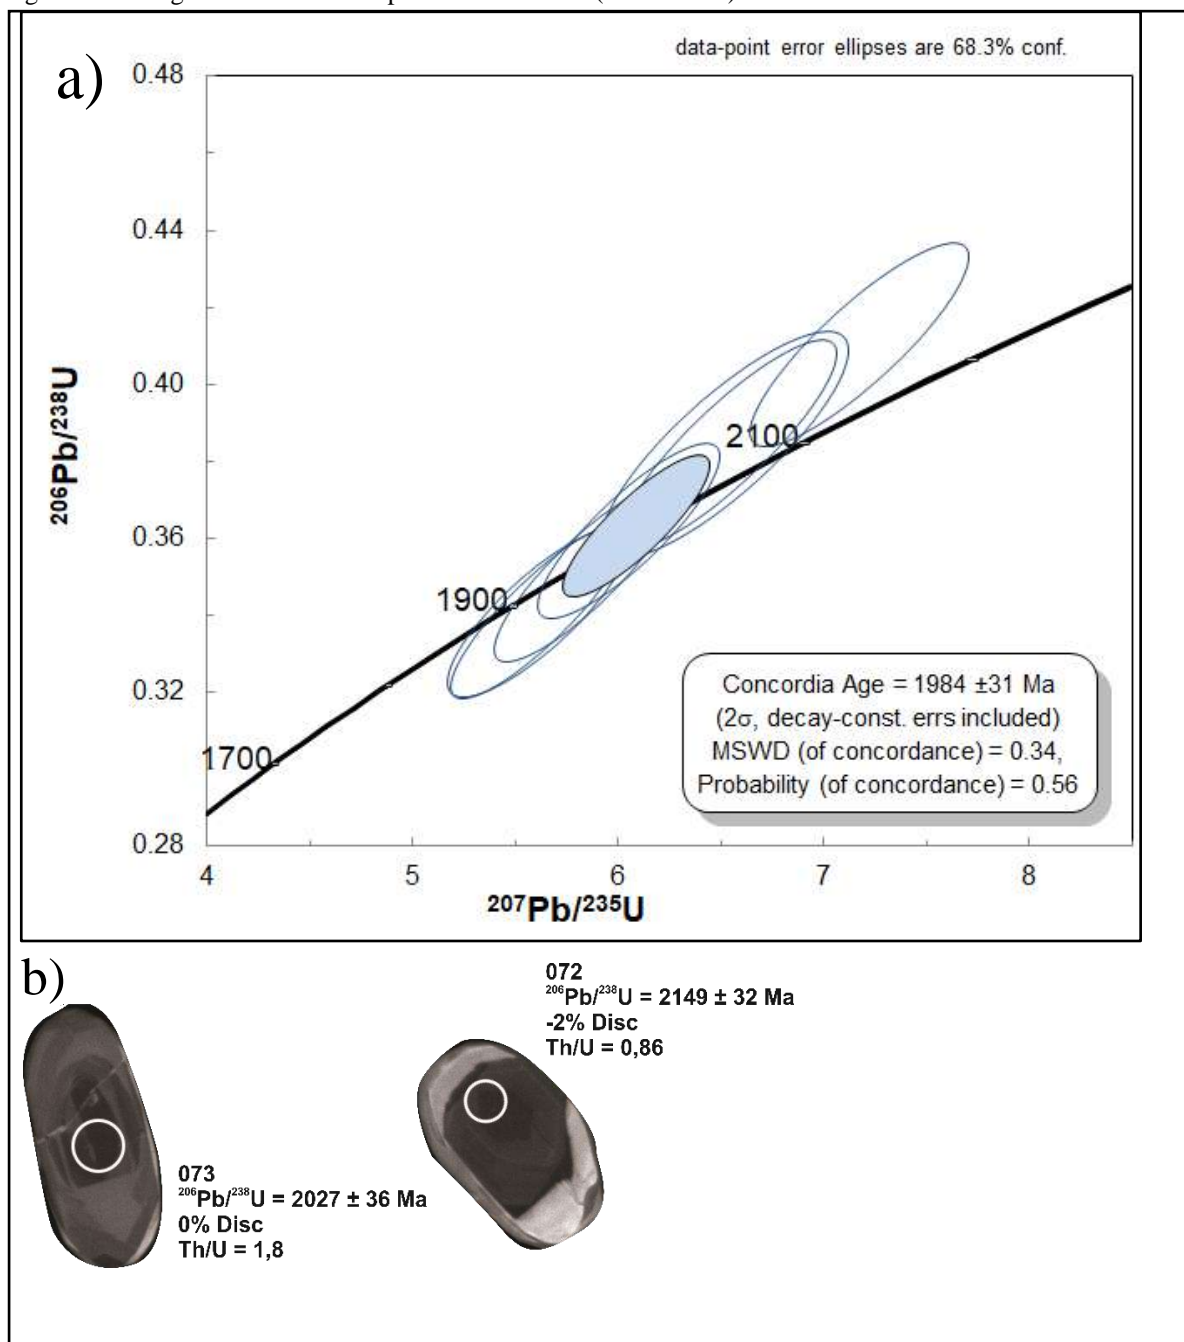 data-point error ellipses are 68.3% conf.
a)
0.48
0.44
0.40
0.36
0.32
0.28
²⁰⁶Pb/²³⁸U
2100
1900
1700
Concordia Age = 1984 ±31 Ma
(2σ, decay-const. errs included)
MSWD (of concordance) = 0.34,
Probability (of concordance) = 0.56
4 5 6 7 8
²⁰⁷Pb/²³⁵U
b)
072
²⁰⁶Pb/²³⁸U = 2149 ± 32 Ma
-2% Disc
Th/U = 0,86
073
²⁰⁶Pb/²³⁸U = 2027 ± 36 Ma
0% Disc
Th/U = 1,8